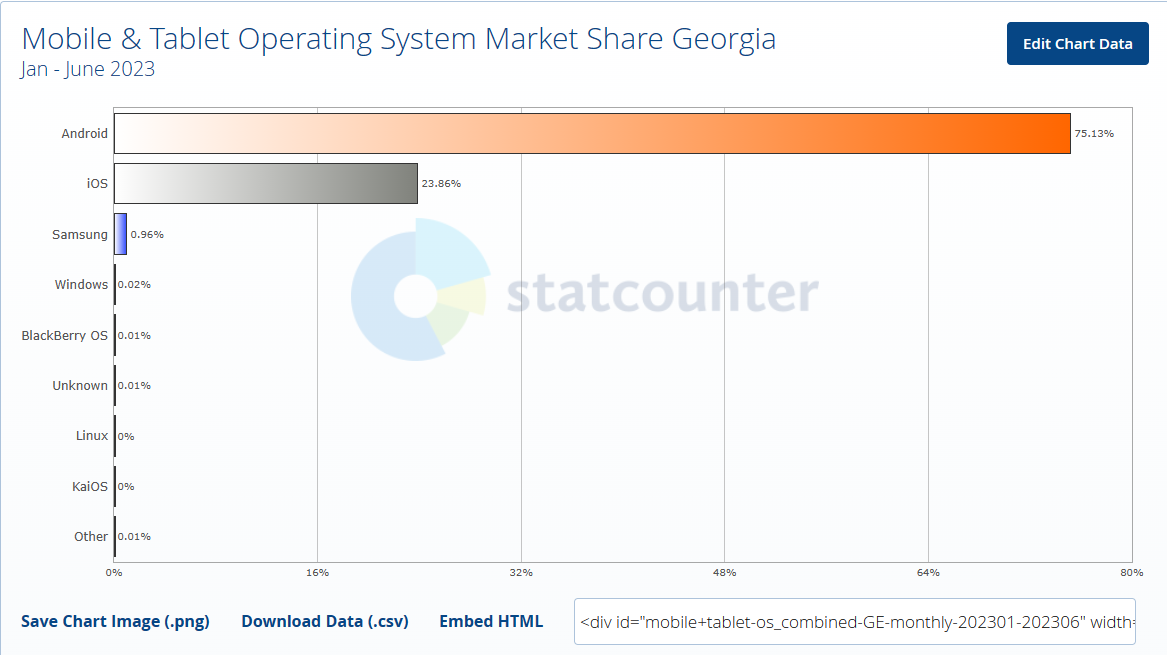 Mobile & Tablet Operating System Market Share Georgia
Jan - June 2023
Edit Chart Data
Android 75.13%
iOS 23.86%
Samsung 0.96%
statcounter
Windows 0.02%
BlackBerry OS 0.01%
Unknown 0.01%
Linux 0%
KaiOS 0%
Other 0.01%
0% 16% 32% 48% 64% 80%
Save Chart Image (.png) Download Data (.csv) Embed HTML <div id="mobile+tablet-os_combined-GE-monthly-202301-202306" width=